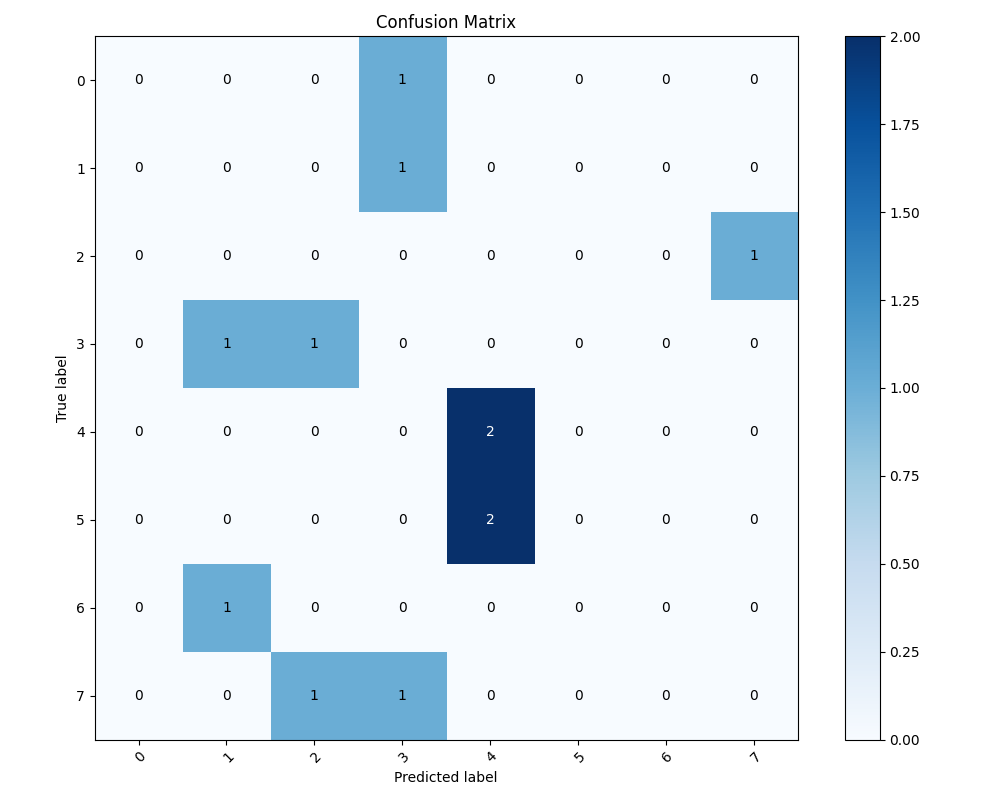 Confusion Matrix
0 0 0 0 1 0 0 0 0
1 0 0 0 1 0 0 0 0
2 0 0 0 0 0 0 0 1
3 0 1 1 0 0 0 0 0
4 0 0 0 0 2 0 0 0
5 0 0 0 0 2 0 0 0
6 0 1 0 0 0 0 0 0
7 0 0 1 1 0 0 0 0
0 1 2 3 4 5 6 7
True label
Predicted label
2.00
1.75
1.50
1.25
1.00
0.75
0.50
0.25
0.00